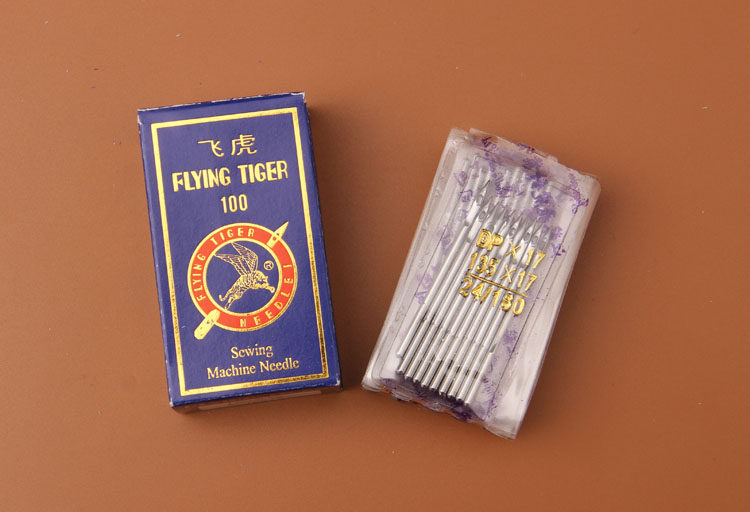 飞虎
FLYING TIGER
100
FLYING TIGER
NEEDLE
®
Sewing
Machine Needle
DP × 17
135 × 17
24/180